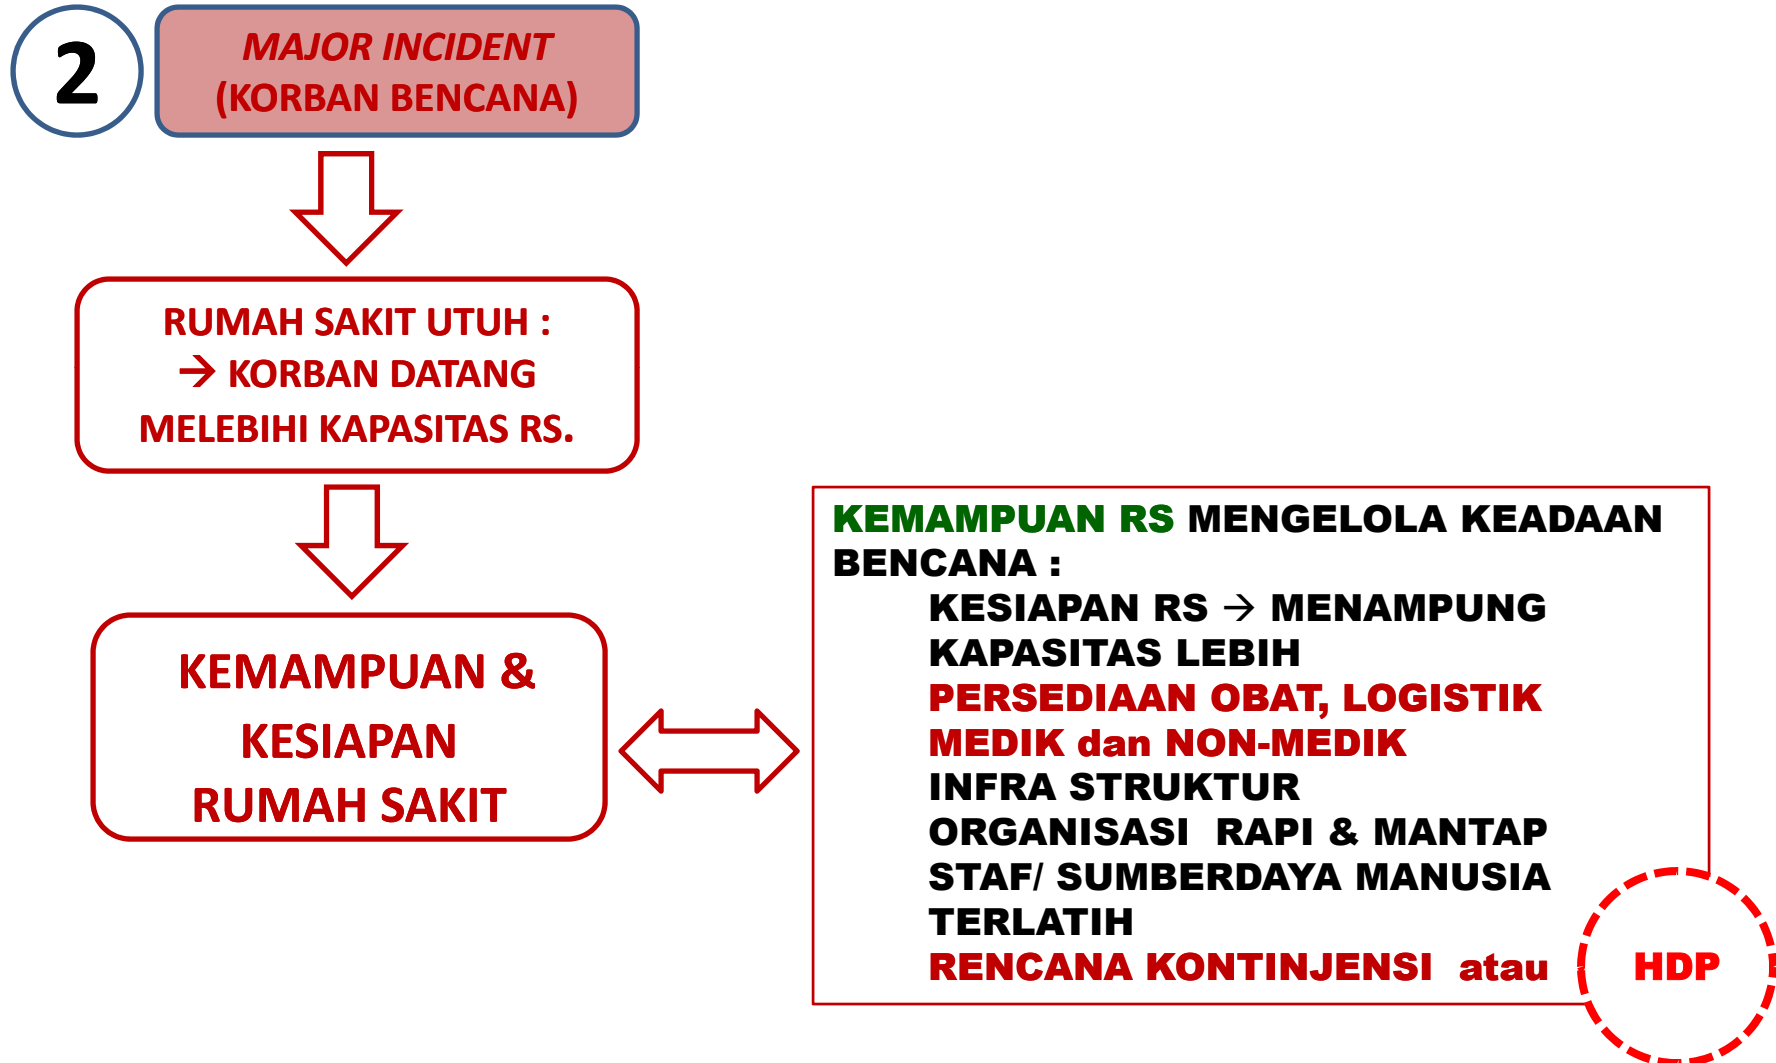 2
MAJOR INCIDENT
(KORBAN BENCANA)
RUMAH SAKIT UTUH :
→ KORBAN DATANG
MELEBIHI KAPASITAS RS.
KEMAMPUAN &
KESIAPAN
RUMAH SAKIT
KEMAMPUAN RS MENGELOLA KEADAAN
BENCANA :
KESIAPAN RS → MENAMPUNG
KAPASITAS LEBIH
PERSEDIAAN OBAT, LOGISTIK
MEDIK dan NON-MEDIK
INFRA STRUKTUR
ORGANISASI RAPI & MANTAP
STAF/ SUMBERDAYA MANUSIA
TERLATIH
RENCANA KONTINJENSI atau
HDP